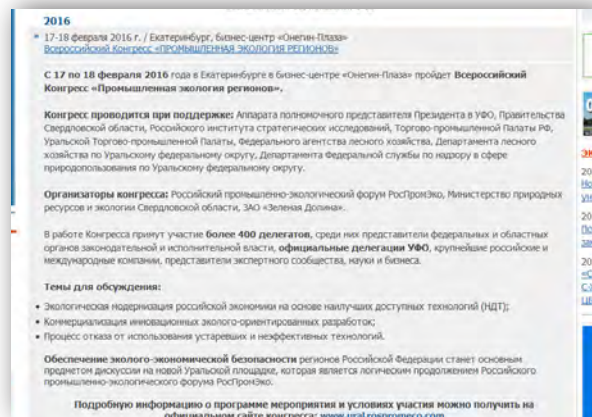 2016
17-18 февраля 2016 г. / Екатеринбург, бизнес-центр «Онегин-Плаза»
Всероссийский Конгресс «ПРОМЫШЛЕННАЯ ЭКОЛОГИЯ РЕГИОНОВ»
С 17 по 18 февраля 2016 года в Екатеринбурге в бизнес-центре «Онегин-Плаза» пройдет Всероссийский
Конгресс «Промышленная экология регионов».
Конгресс проводится при поддержке: Аппарата полномочного представителя Президента в УФО, Правительства
Свердловской области, Российского института стратегических исследований, Торгово-промышленной Палаты РФ,
Уральской Торгово-промышленной Палаты, Федерального агентства лесного хозяйства, Департамента лесного
хозяйства по Уральскому федеральному округу, Департамента Федеральной службы по надзору в сфере
природопользования по Уральскому федеральному округу.
Организаторы конгресса: Российский промышленно-экологический форум РосПромЭко, Министерство природных
ресурсов и экологии Свердловской области, ЗАО «Зеленая Долина».
В работе Конгресса примут участие более 400 делегатов, среди них представители федеральных и областных
органов законодательной и исполнительной власти, официальные делегации УФО, крупнейшие российские и
международные компании, представители экспертного сообщества, науки и бизнеса.
Темы для обсуждения:
• Экологическая модернизация российской экономики на основе наилучших доступных технологий (НДТ);
• Коммерциализация инновационных эколого-ориентированных разработок;
• Процесс отказа от использования устаревших и неэффективных технологий.
Обеспечение эколого-экономической безопасности регионов Российской Федерации станет основным
предметом дискуссии на новой Уральской площадке, которая является логическим продолжением Российского
промышленно-экологического форума РосПромЭко.
Подробную информацию о программе мероприятия и условиях участия можно получить на
официальном сайте конгресса: www.ural.rospromeco.com